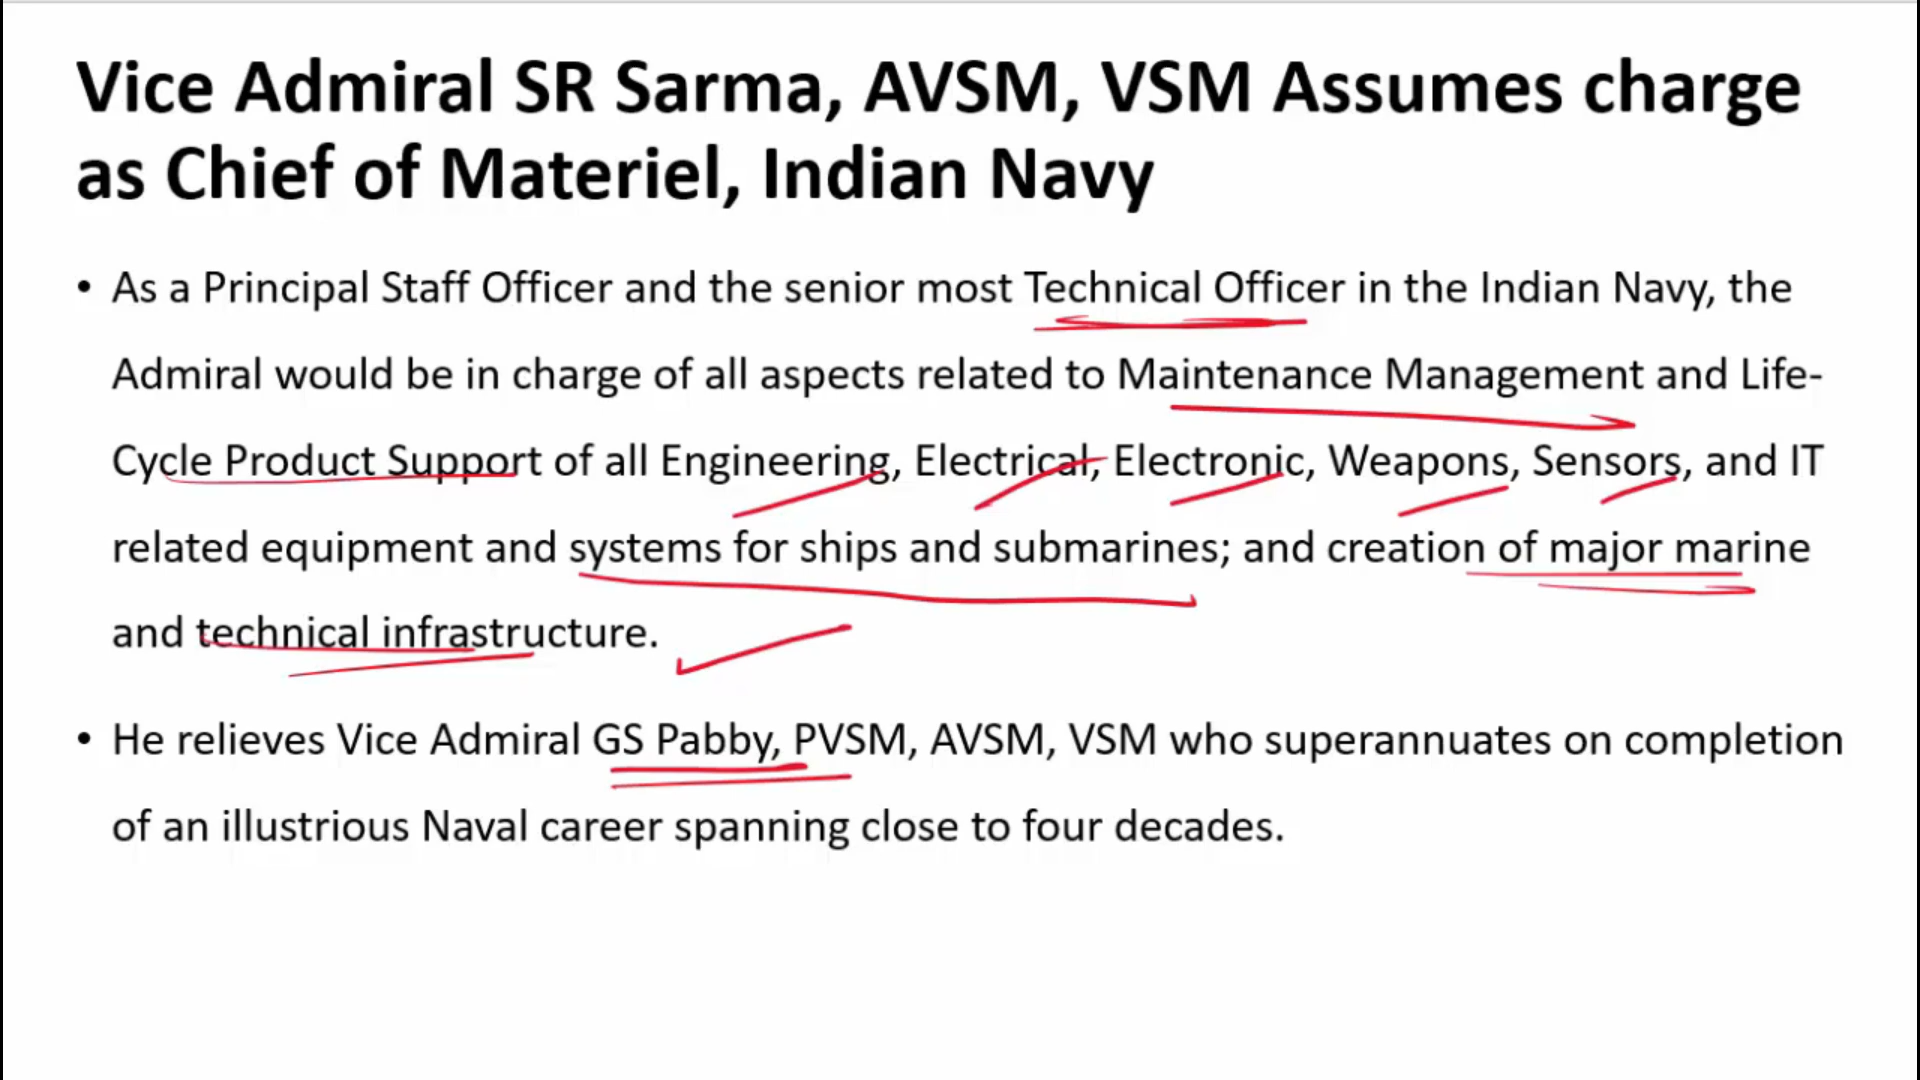 Vice Admiral SR Sarma, AVSM, VSM Assumes charge
as Chief of Materiel, Indian Navy
• As a Principal Staff Officer and the senior most Technical Officer in the Indian Navy, the
Admiral would be in charge of all aspects related to Maintenance Management and Life-
Cycle Product Support of all Engineering, Electrical, Electronic, Weapons, Sensors, and IT
related equipment and systems for ships and submarines; and creation of major marine
and technical infrastructure.
• He relieves Vice Admiral GS Pabby, PVSM, AVSM, VSM who superannuates on completion
of an illustrious Naval career spanning close to four decades.